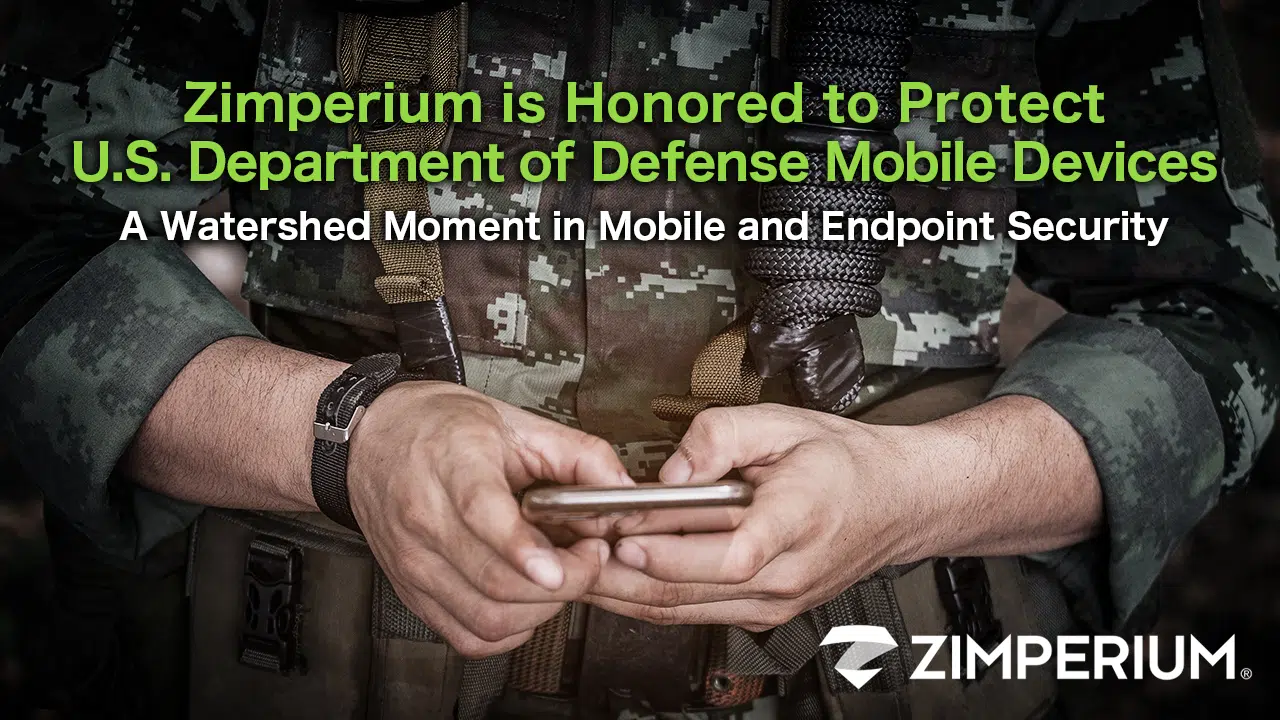 Zimperium is Honored to Protect
U.S. Department of Defense Mobile Devices
A Watershed Moment in Mobile and Endpoint Security
ZIMPERIUM®